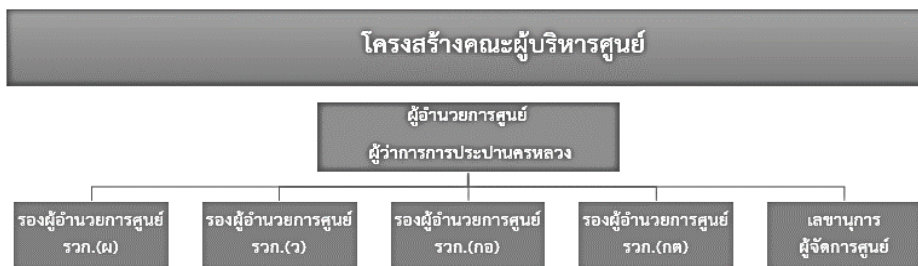 โครงสร้างคณะผู้บริหารศูนย์
ผู้อำนวยการศูนย์
ผู้ว่าการการประปานครหลวง
รองผู้อำนวยการศูนย์
รวก.(ผ)
รองผู้อำนวยการศูนย์
รวก.(ว)
รองผู้อำนวยการศูนย์
รวก.(กอ)
รองผู้อำนวยการศูนย์
รวก.(กต)
เลขานุการ
ผู้จัดการศูนย์